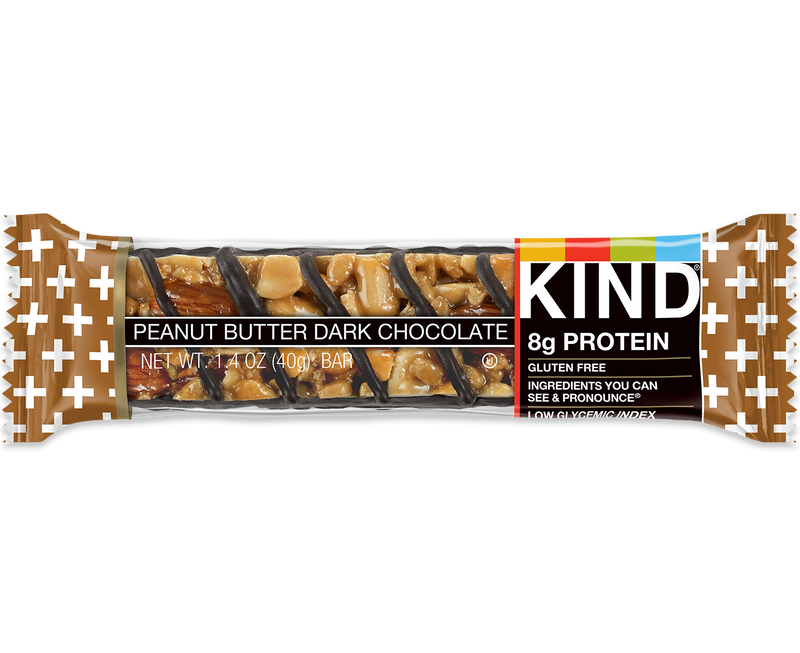 PEANUT BUTTER DARK CHOCOLATE
NET WT. 1.4 OZ (40g) BAR
KIND®
8g PROTEIN
GLUTEN FREE
INGREDIENTS YOU CAN
SEE & PRONOUNCE®
LOW GLYCEMIC INDEX